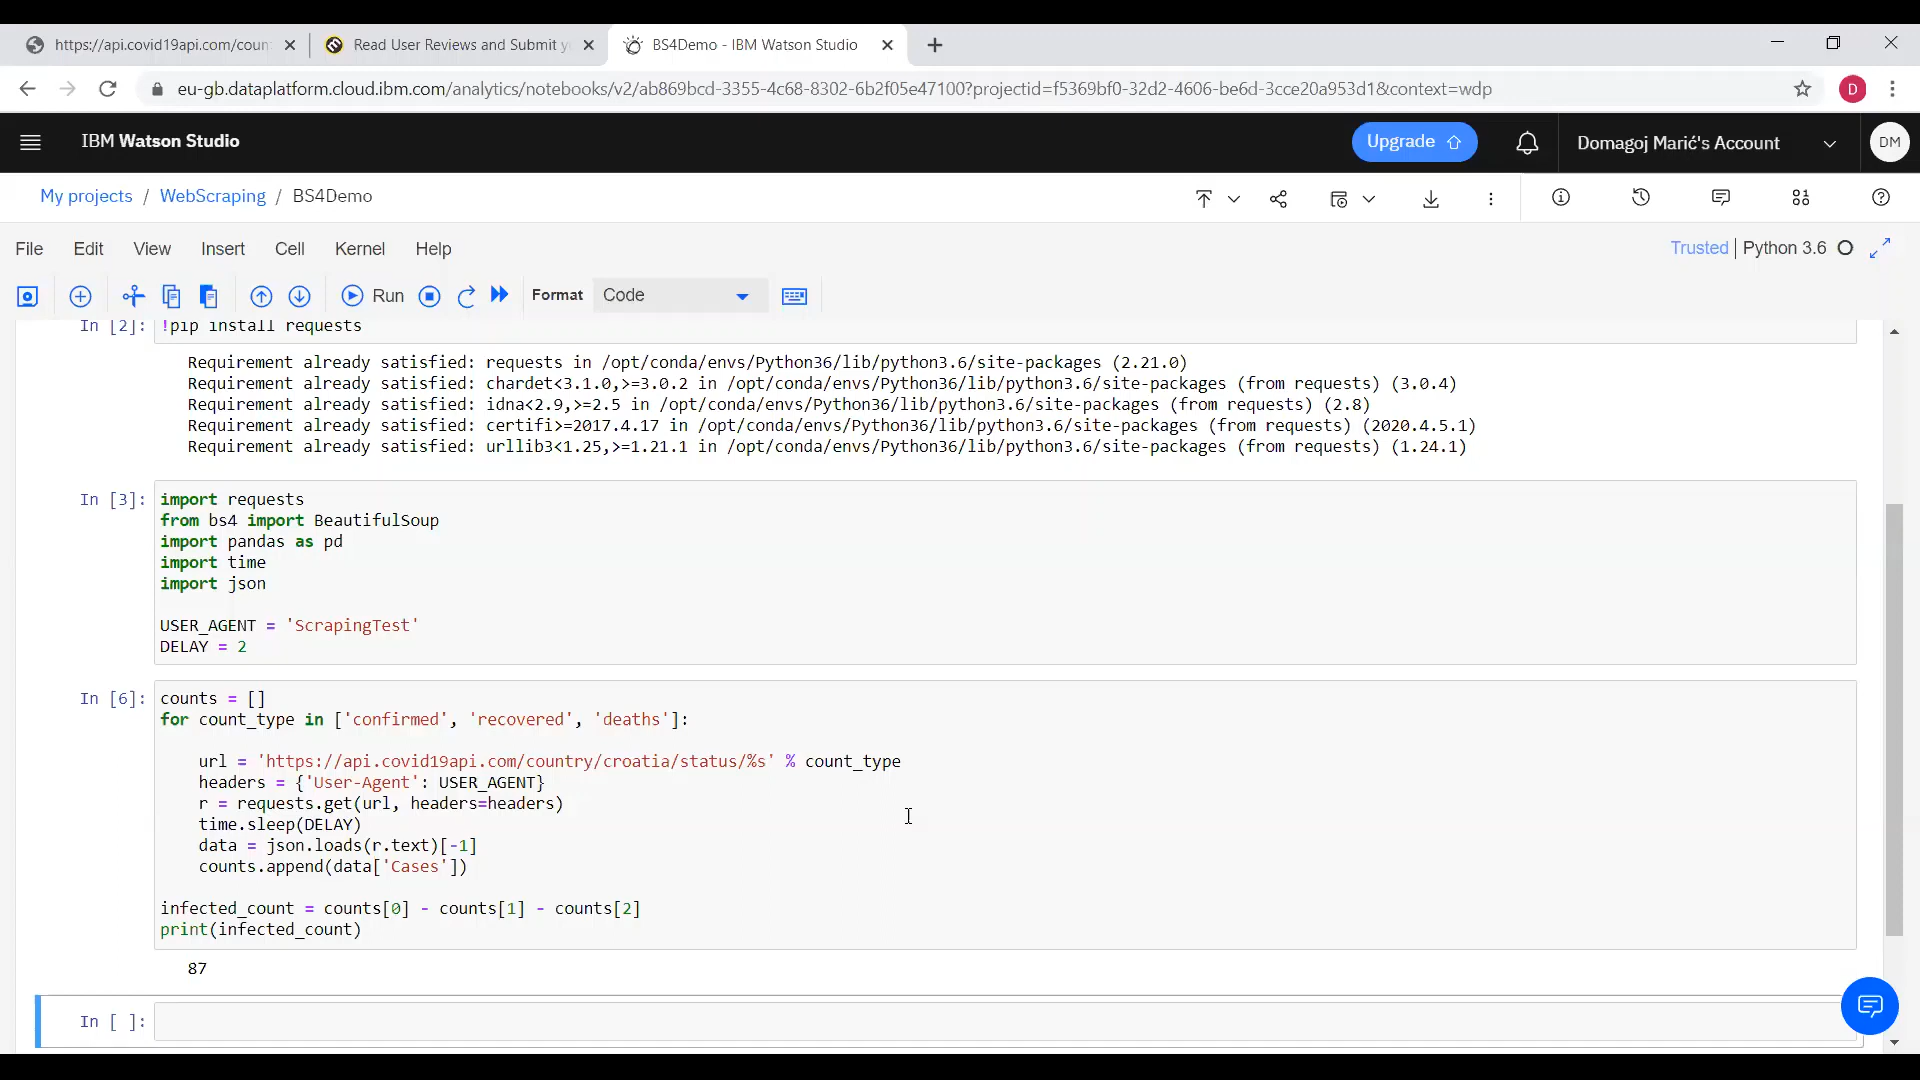 https://api.covid19api.com/coun
Read User Reviews and Submit y
BS4Demo - IBM Watson Studio
eu-gb.dataplatform.cloud.ibm.com/analytics/notebooks/v2/ab869bcd-3355-4c68-8302-6b2f05e47100?projectid=f5369bf0-32d2-4606-be6d-3cce20a953d1&context=wdp
D
IBM Watson Studio
Upgrade
Domagoj Marić's Account
DM
My projects / WebScraping / BS4Demo
File Edit View Insert Cell Kernel Help
Trusted | Python 3.6
Run
Format
Code
In [2]: !pip install requests
Requirement already satisfied: requests in /opt/conda/envs/Python36/lib/python3.6/site-packages (2.21.0)
Requirement already satisfied: chardet<3.1.0,>=3.0.2 in /opt/conda/envs/Python36/lib/python3.6/site-packages (from requests) (3.0.4)
Requirement already satisfied: idna<2.9,>=2.5 in /opt/conda/envs/Python36/lib/python3.6/site-packages (from requests) (2.8)
Requirement already satisfied: certifi>=2017.4.17 in /opt/conda/envs/Python36/lib/python3.6/site-packages (from requests) (2020.4.5.1)
Requirement already satisfied: urllib3<1.25,>=1.21.1 in /opt/conda/envs/Python36/lib/python3.6/site-packages (from requests) (1.24.1)
In [3]: import requests
from bs4 import BeautifulSoup
import pandas as pd
import time
import json
USER_AGENT = 'ScrapingTest'
DELAY = 2
In [6]: counts = []
for count_type in ['confirmed', 'recovered', 'deaths']:
url = 'https://api.covid19api.com/country/croatia/status/%s' % count_type
headers = {'User-Agent': USER_AGENT}
r = requests.get(url, headers=headers)
time.sleep(DELAY)
data = json.loads(r.text)[-1]
counts.append(data['Cases'])
infected_count = counts[0] - counts[1] - counts[2]
print(infected_count)
87
In [ ]: